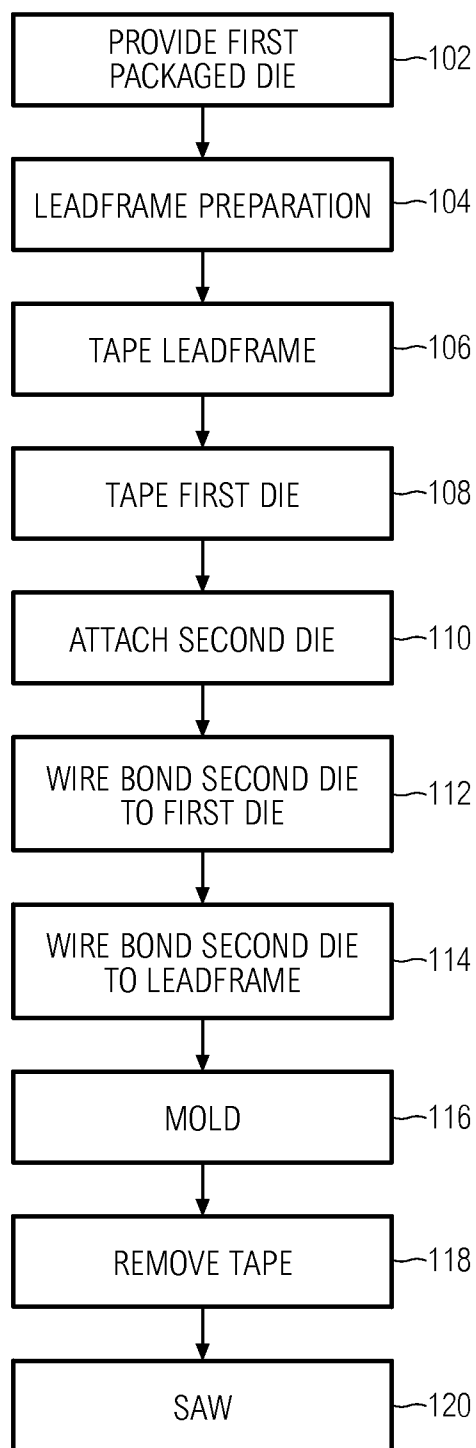 PROVIDE FIRST
PACKAGED DIE
102
LEADFRAME PREPARATION
104
TAPE LEADFRAME
106
TAPE FIRST DIE
108
ATTACH SECOND DIE
110
WIRE BOND SECOND DIE
TO FIRST DIE
112
WIRE BOND SECOND DIE
TO LEADFRAME
114
MOLD
116
REMOVE TAPE
118
SAW
120